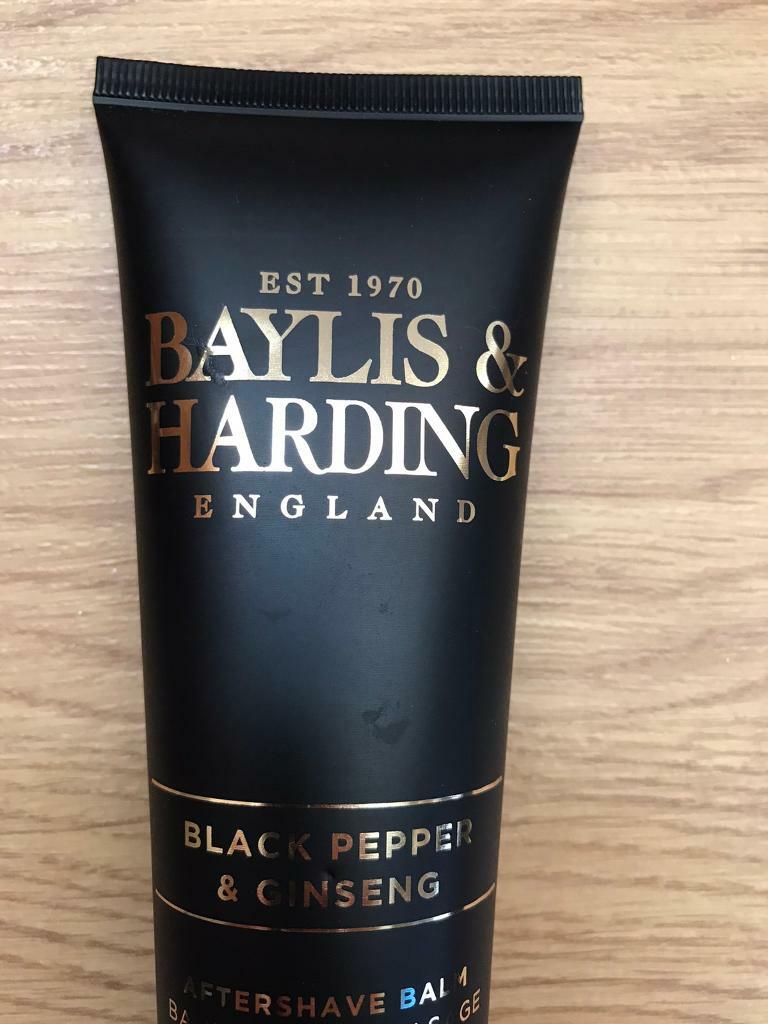 EST 1970
BAYLIS &
HARDING
ENGLAND
BLACK PEPPER
& GINSENG
AFTERSHAVE BALM